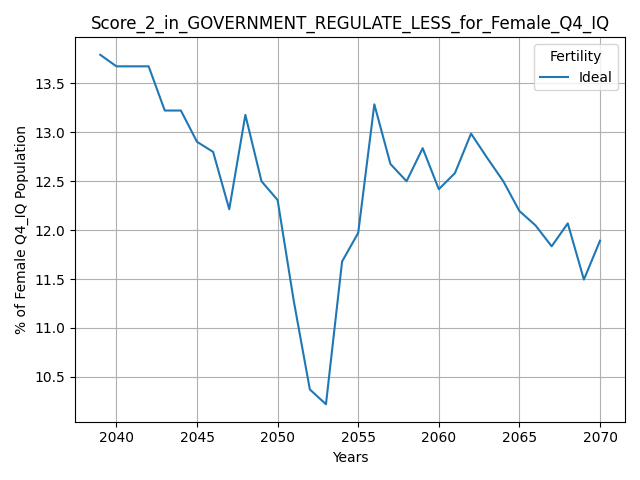 Score_2_in_GOVERNMENT_REGULATE_LESS_for_Female_Q4_IQ
Fertility
Ideal
% of Female Q4_IQ Population
13.5
13.0
12.5
12.0
11.5
11.0
10.5
2040 2045 2050 2055 2060 2065 2070
Years